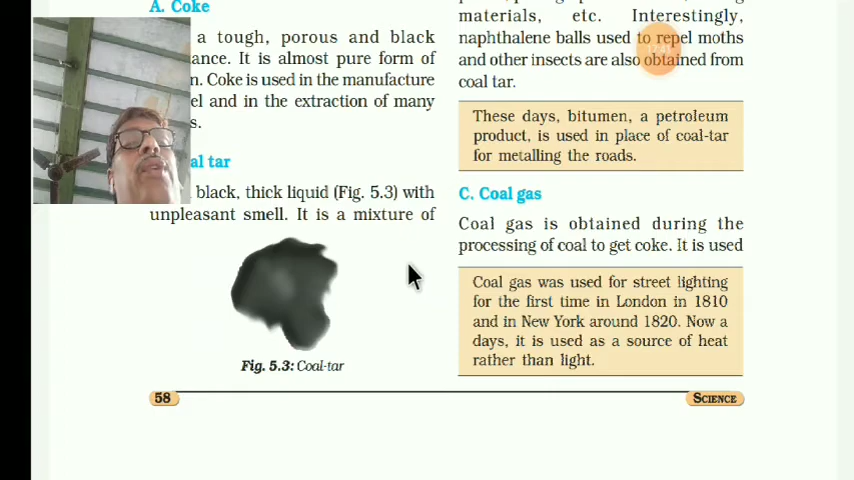 A. Coke
a tough, porous and black
ance. It is almost pure form of
n. Coke is used in the manufacture
el and in the extraction of many
s.
al tar
black, thick liquid (Fig. 5.3) with
unpleasant smell. It is a mixture of
Fig. 5.3: Coal-tar
materials, etc. Interestingly,
naphthalene balls used to repel moths
and other insects are also obtained from
coal tar.
These days, bitumen, a petroleum
product, is used in place of coal-tar
for metalling the roads.
C. Coal gas
Coal gas is obtained during the
processing of coal to get coke. It is used
Coal gas was used for street lighting
for the first time in London in 1810
and in New York around 1820. Now a
days, it is used as a source of heat
rather than light.
58
SCIENCE